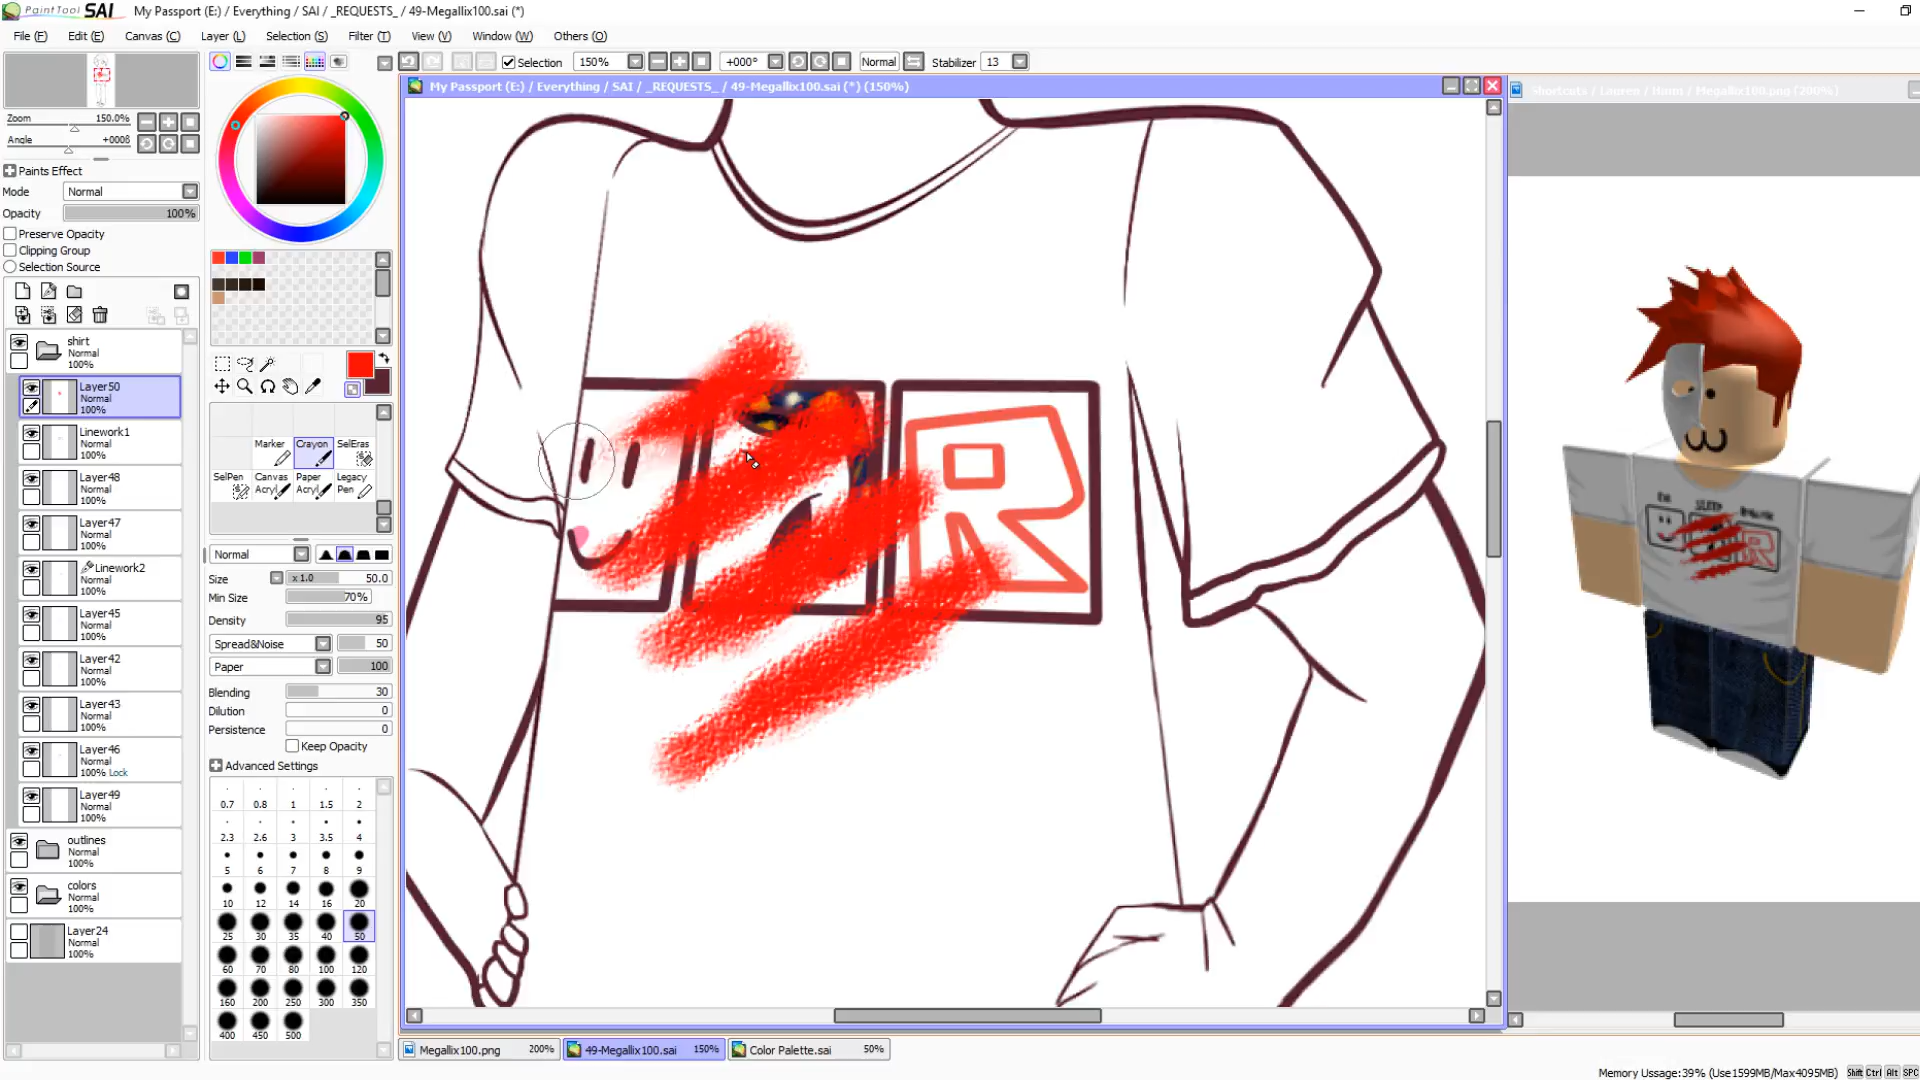 PaintTool SAI My Passport (E:) / Everything / SAI / _REQUESTS_ / 49-Megallix100.sai (*)
File (F) Edit (E) Canvas (C) Layer (L) Selection (S) Filter (T) View (V) Window (W) Others (O)
Selection 150% +000° Normal Stabilizer 13
My Passport (E:) / Everything / SAI / _REQUESTS_ / 49-Megallix100.sai (*) (150%)
Zoom 150.0%
Angle +000δ
Paints Effect
Mode Normal
Opacity 100%
Preserve Opacity
Clipping Group
Selection Source
shirt
Normal
100%
Layer50
Normal
100%
Linework1
Normal
100%
Layer48
Normal
100%
Layer47
Normal
100%
Linework2
Normal
100%
Layer45
Normal
100%
Layer42
Normal
100%
Layer43
Normal
100%
Layer46
Normal
100% Lock
Layer49
Normal
100%
outlines
Normal
100%
colors
Normal
100%
Layer24
Normal
100%
Marker Crayon SelEras
SelPen Canvas Acryl Paper Acryl Legacy Pen
Normal
Size x 1.0 50.0
Min Size 70%
Density 95
Spread&Noise 50
Paper 100
Blending 30
Dilution 0
Persistence 0
Keep Opacity
Advanced Settings
0.7 0.8 1 1.5 2
2.3 2.6 3 3.5 4
5 6 7 8 9
10 12 14 16 20
25 30 35 40 50
60 70 80 100 120
160 200 250 300 350
400 450 500
R
SLEEP
R
Megallix100.png 200% 49-Megallix100.sai 150% Color Palette.sai 50%
Memory Usage:39% (Use1599MB/Max4095MB) Shift Ctrl Alt SPC